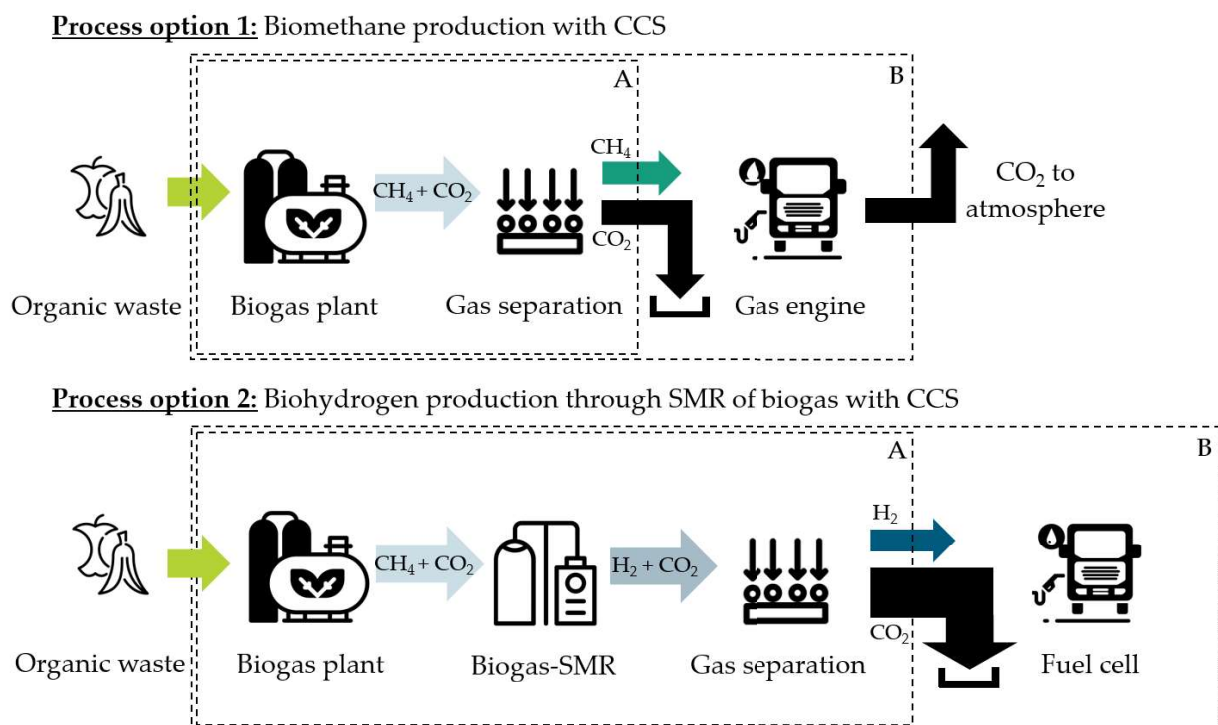 Process option 1: Biomethane production with CCS
A
B
CH₄
CH₄ + CO₂
CO₂
CO₂ to
atmosphere
Organic waste
Biogas plant
Gas separation
Gas engine
Process option 2: Biohydrogen production through SMR of biogas with CCS
A
B
H₂
CH₄ + CO₂
H₂ + CO₂
CO₂
Organic waste
Biogas plant
Biogas-SMR
Gas separation
Fuel cell